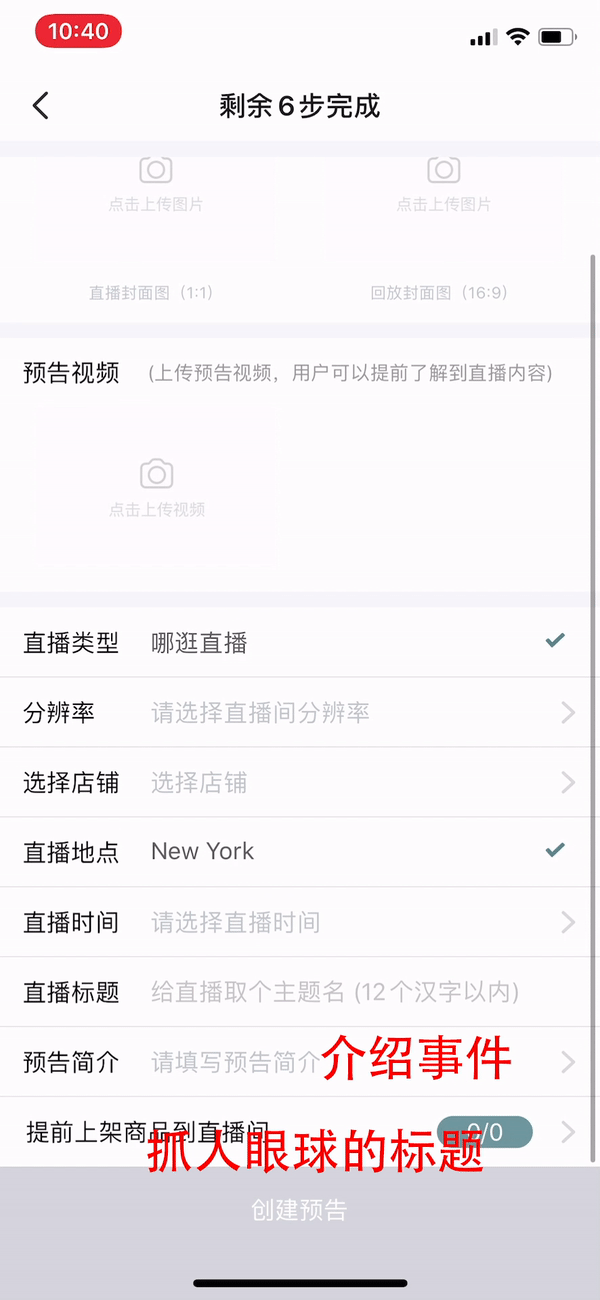 10:40
剩余6步完成
点击上传图片 点击上传图片
直播封面图（1:1） 回放封面图（16:9）
预告视频 (上传预告视频，用户可以提前了解到直播内容)
点击上传视频
直播类型 哪逛直播
分辨率 请选择直播间分辨率
选择店铺 选择店铺
直播地点 New York
直播时间 请选择直播时间
直播标题 给直播取个主题名 (12个汉字以内)
预告简介 请填写预告简介 介绍事件
提前上架商品到直播间 0/0
抓人眼球的标题
创建预告